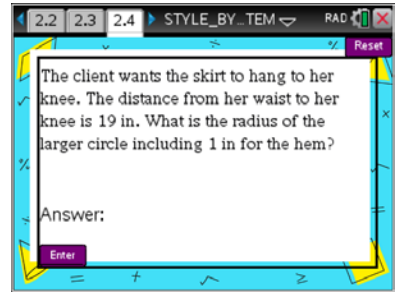 2.2 2.3 2.4 STYLE_BY_TEM RAD
Reset
The client wants the skirt to hang to her
knee. The distance from her waist to her
knee is 19 in. What is the radius of the
larger circle including 1 in for the hem?
Answer:
Enter